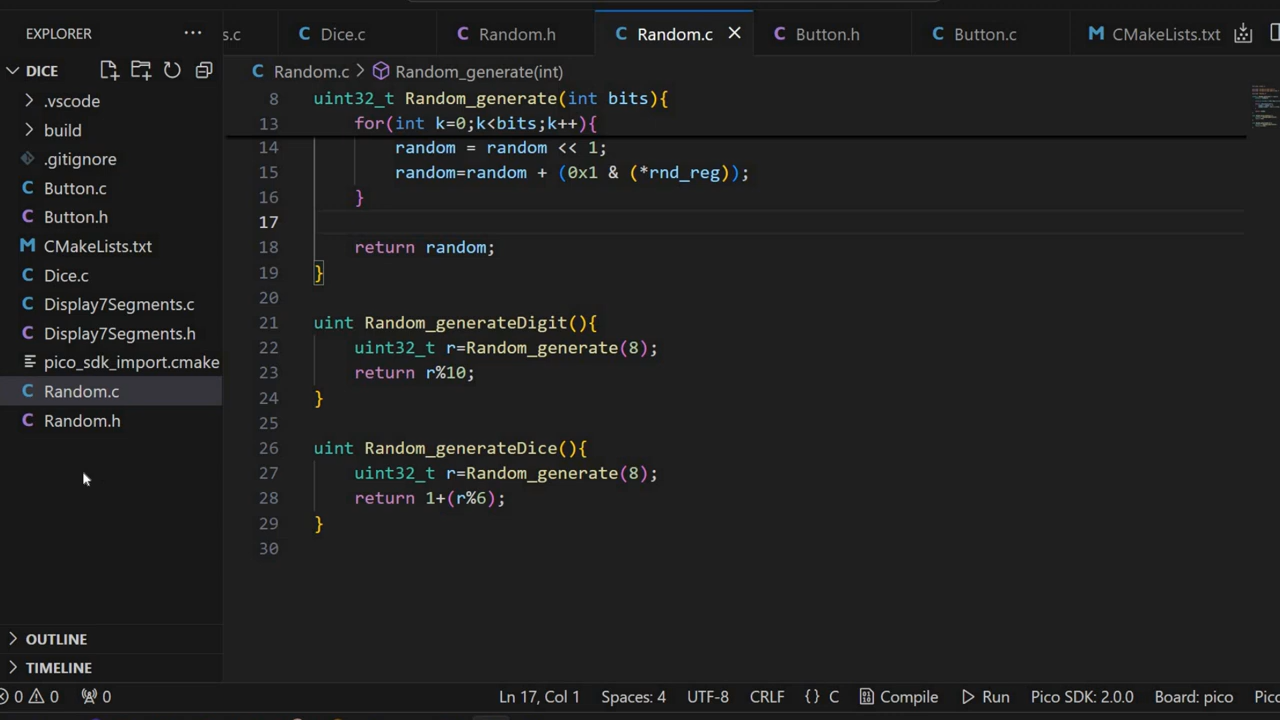 EXPLORER
s.c
Dice.c
Random.h
Random.c
Button.h
Button.c
CMakeLists.txt
DICE
Random.c > Random_generate(int)
.vscode
build
.gitignore
Button.c
Button.h
CMakeLists.txt
Dice.c
Display7Segments.c
Display7Segments.h
pico_sdk_import.cmake
Random.c
Random.h
OUTLINE
TIMELINE
8 uint32_t Random_generate(int bits){
13 for(int k=0;k<bits;k++){
14 random = random << 1;
15 random=random + (0x1 & (*rnd_reg));
16 }
17
18 return random;
19 }
20
21 uint Random_generateDigit(){
22 uint32_t r=Random_generate(8);
23 return r%10;
24 }
25
26 uint Random_generateDice(){
27 uint32_t r=Random_generate(8);
28 return 1+(r%6);
29 }
30
0 0 0 Ln 17, Col 1 Spaces: 4 UTF-8 CRLF {} C Compile Run Pico SDK: 2.0.0 Board: pico Pico